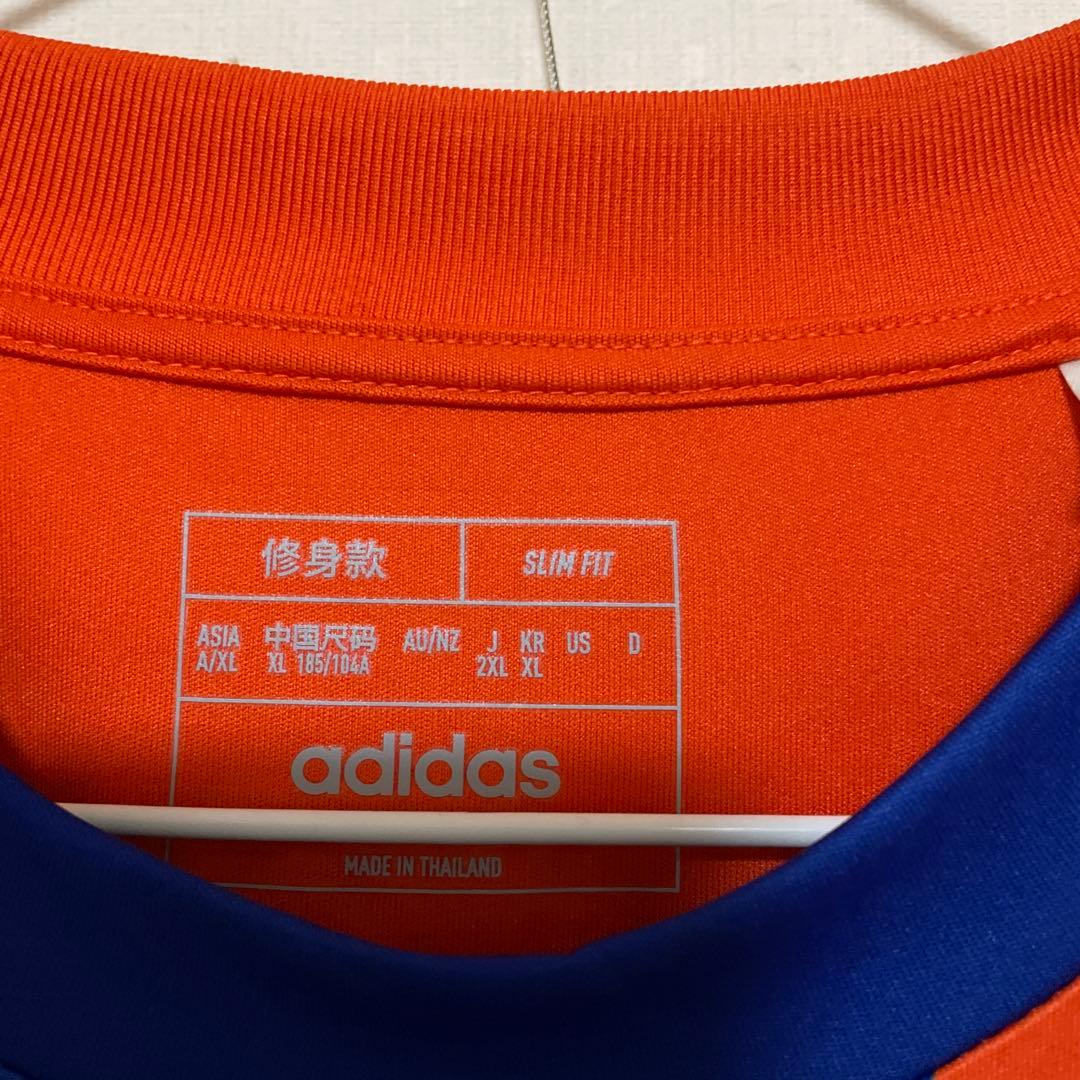 修身款 SLIM FIT
ASIA 中国尺码 AU/NZ J KR US D
A/XL XL 185/104A 2XL XL
adidas
MADE IN THAILAND